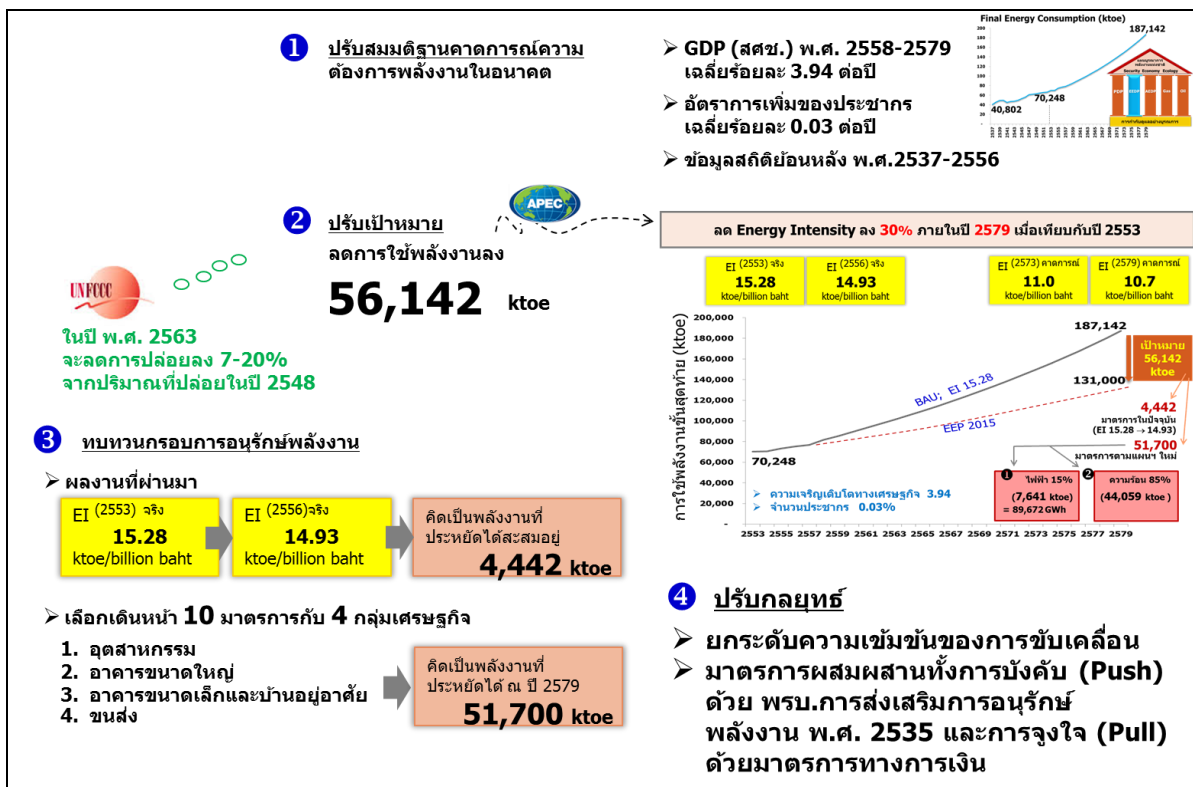 1 ปรับสมมติฐานคาดการณ์ความ
ต้องการพลังงานในอนาคต
➢ GDP (สศช.) พ.ศ. 2558-2579
เฉลี่ยร้อยละ 3.94 ต่อปี
➢ อัตราการเพิ่มของประชากร
เฉลี่ยร้อยละ 0.03 ต่อปี
➢ ข้อมูลสถิติย้อนหลัง พ.ศ.2537-2556
Final Energy Consumption (ktoe)
187,142
200
180
160
140
120
100
80
60
40
20
-
70,248
40,802
Security Economy Ecology
2 ปรับเป้าหมาย
ลดการใช้พลังงานลง
56,142 ktoe
APEC
ลด Energy Intensity ลง 30% ภายในปี 2579 เมื่อเทียบกับปี 2553
UNFCCC
ในปี พ.ศ. 2563
จะลดการปล่อยลง 7-20%
จากปริมาณที่ปล่อยในปี 2548
EI (2553) จริง
15.28
ktoe/billion baht
EI (2556) จริง
14.93
ktoe/billion baht
EI (2573) คาดการณ์
11.0
ktoe/billion baht
EI (2579) คาดการณ์
10.7
ktoe/billion baht
การใช้พลังงานขั้นสุดท้าย (ktoe)
200,000
180,000
160,000
140,000
120,000
100,000
80,000
60,000
40,000
20,000
-
187,142
131,000
70,248
BAU; EI 15.28
EEP 2015
เป้าหมาย
56,142
ktoe
4,442
มาตรการในปัจจุบัน
(EI 15.28 → 14.93)
51,700
มาตรการตามแผนฯ ใหม่
1 ไฟฟ้า 15%
(7,641 ktoe)
= 89,672 GWh
2 ความร้อน 85%
(44,059 ktoe )
➢ ความเจริญเติบโตทางเศรษฐกิจ 3.94
➢ จำนวนประชากร 0.03%
2553 2555 2557 2559 2561 2563 2565 2567 2569 2571 2573 2575 2577 2579
3 ทบทวนกรอบการอนุรักษ์พลังงาน
➢ ผลงานที่ผ่านมา
EI (2553) จริง
15.28
ktoe/billion baht
EI (2556)จริง
14.93
ktoe/billion baht
คิดเป็นพลังงานที่
ประหยัดได้สะสมอยู่
4,442 ktoe
➢ เลือกเดินหน้า 10 มาตรการกับ 4 กลุ่มเศรษฐกิจ
1. อุตสาหกรรม
2. อาคารขนาดใหญ่
3. อาคารขนาดเล็กและบ้านอยู่อาศัย
4. ขนส่ง
คิดเป็นพลังงานที่
ประหยัดได้ ณ ปี 2579
51,700 ktoe
4 ปรับกลยุทธ์
➢ ยกระดับความเข้มข้นของการขับเคลื่อน
➢ มาตรการผสมผสานทั้งการบังคับ (Push)
ด้วย พรบ.การส่งเสริมการอนุรักษ์
พลังงาน พ.ศ. 2535 และการจูงใจ (Pull)
ด้วยมาตรการทางการเงิน